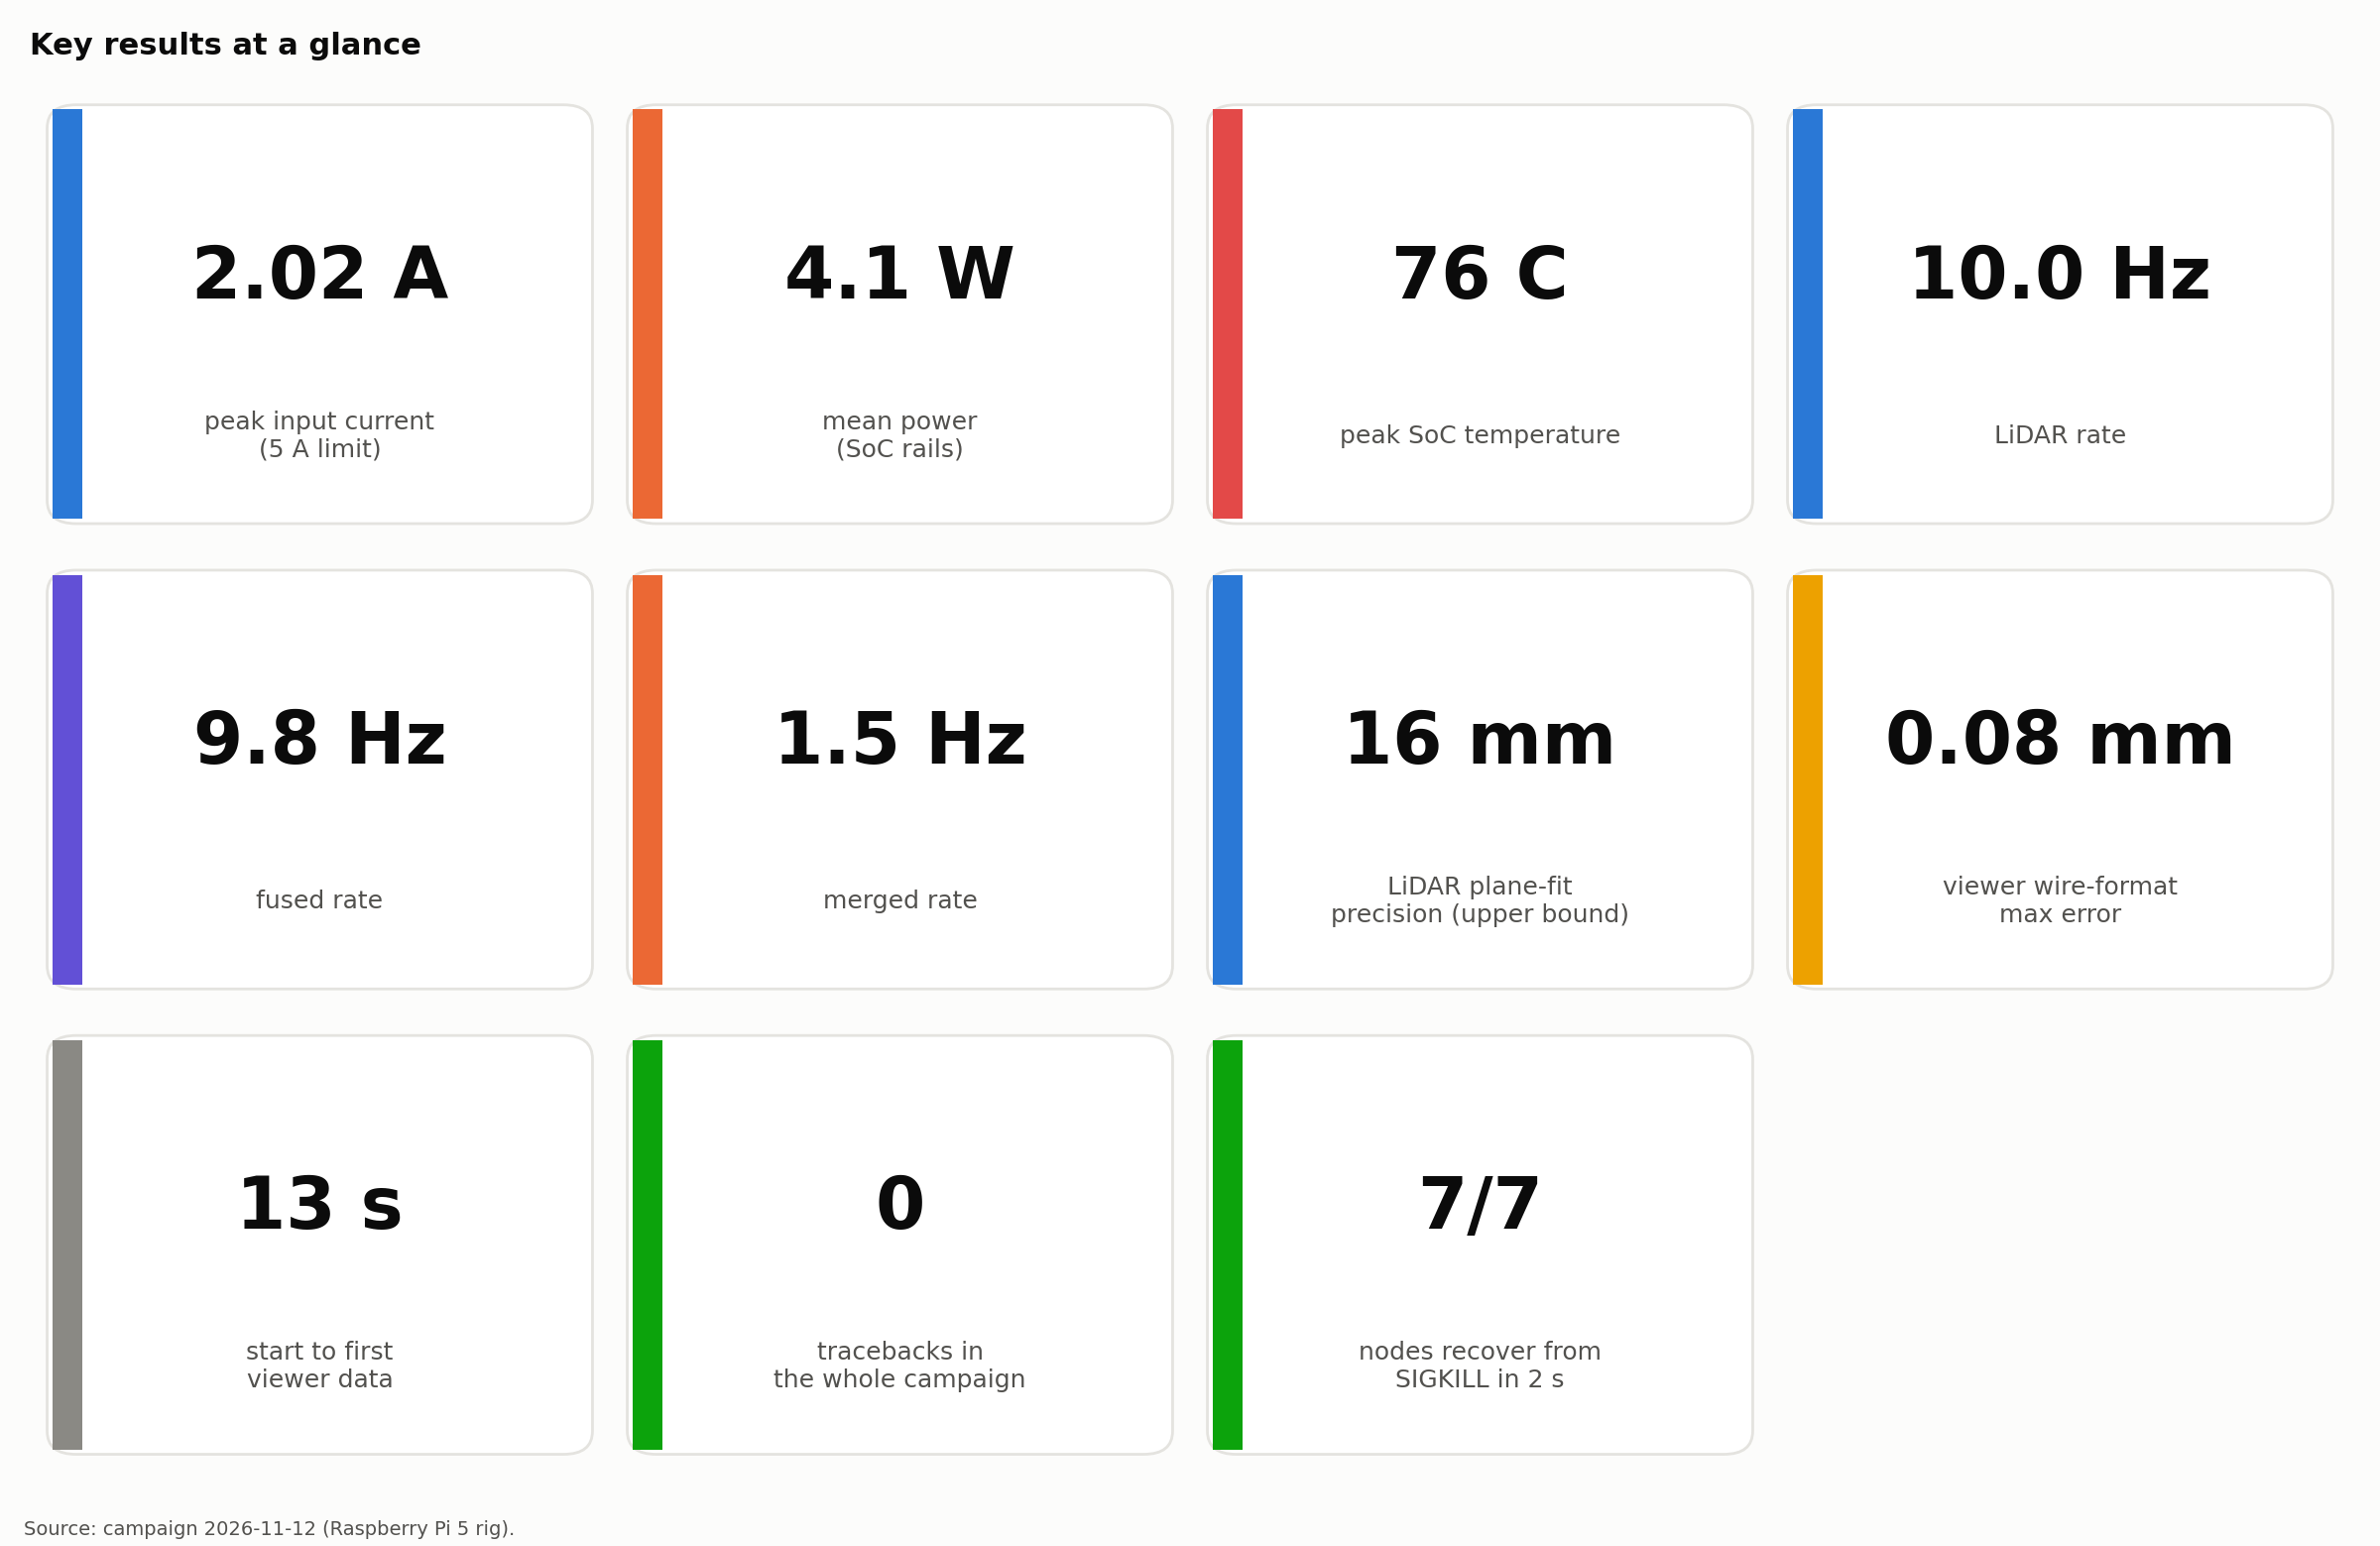 Key results at a glance
2.02 A
peak input current
(5 A limit)
4.1 W
mean power
(SoC rails)
76 C
peak SoC temperature
10.0 Hz
LiDAR rate
9.8 Hz
fused rate
1.5 Hz
merged rate
16 mm
LiDAR plane-fit
precision (upper bound)
0.08 mm
viewer wire-format
max error
13 s
start to first
viewer data
0
tracebacks in
the whole campaign
7/7
nodes recover from
SIGKILL in 2 s
Source: campaign 2026-11-12 (Raspberry Pi 5 rig).